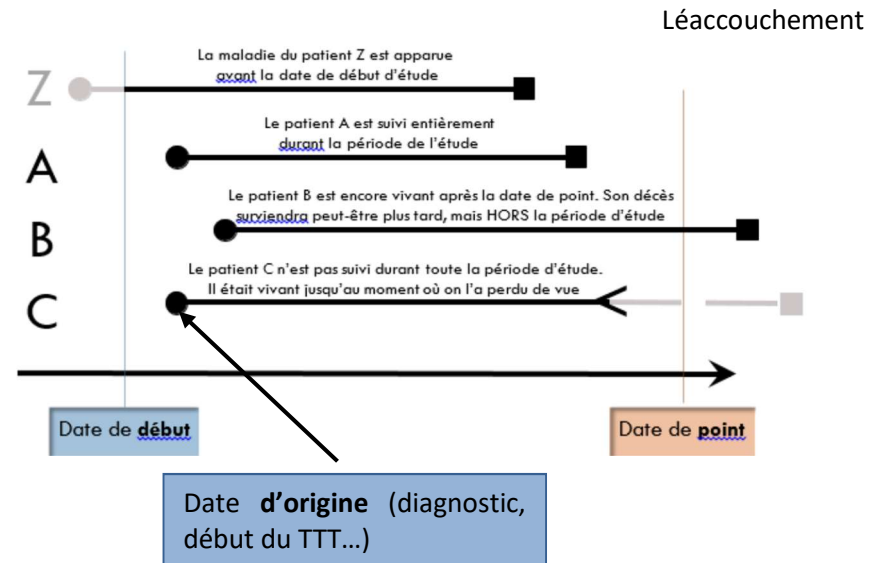 Léaccouchement
La maladie du patient Z est apparue
avant la date de début d'étude
Z
Le patient A est suivi entièrement
durant la période de l'étude
A
Le patient B est encore vivant après la date de point. Son décès
surviendra peut-être plus tard, mais HORS la période d'étude
B
Le patient C n'est pas suivi durant toute la période d'étude.
Il était vivant jusqu'au moment où on l'a perdu de vue
C
Date de début
Date de point
Date d'origine (diagnostic,
début du TTT...)